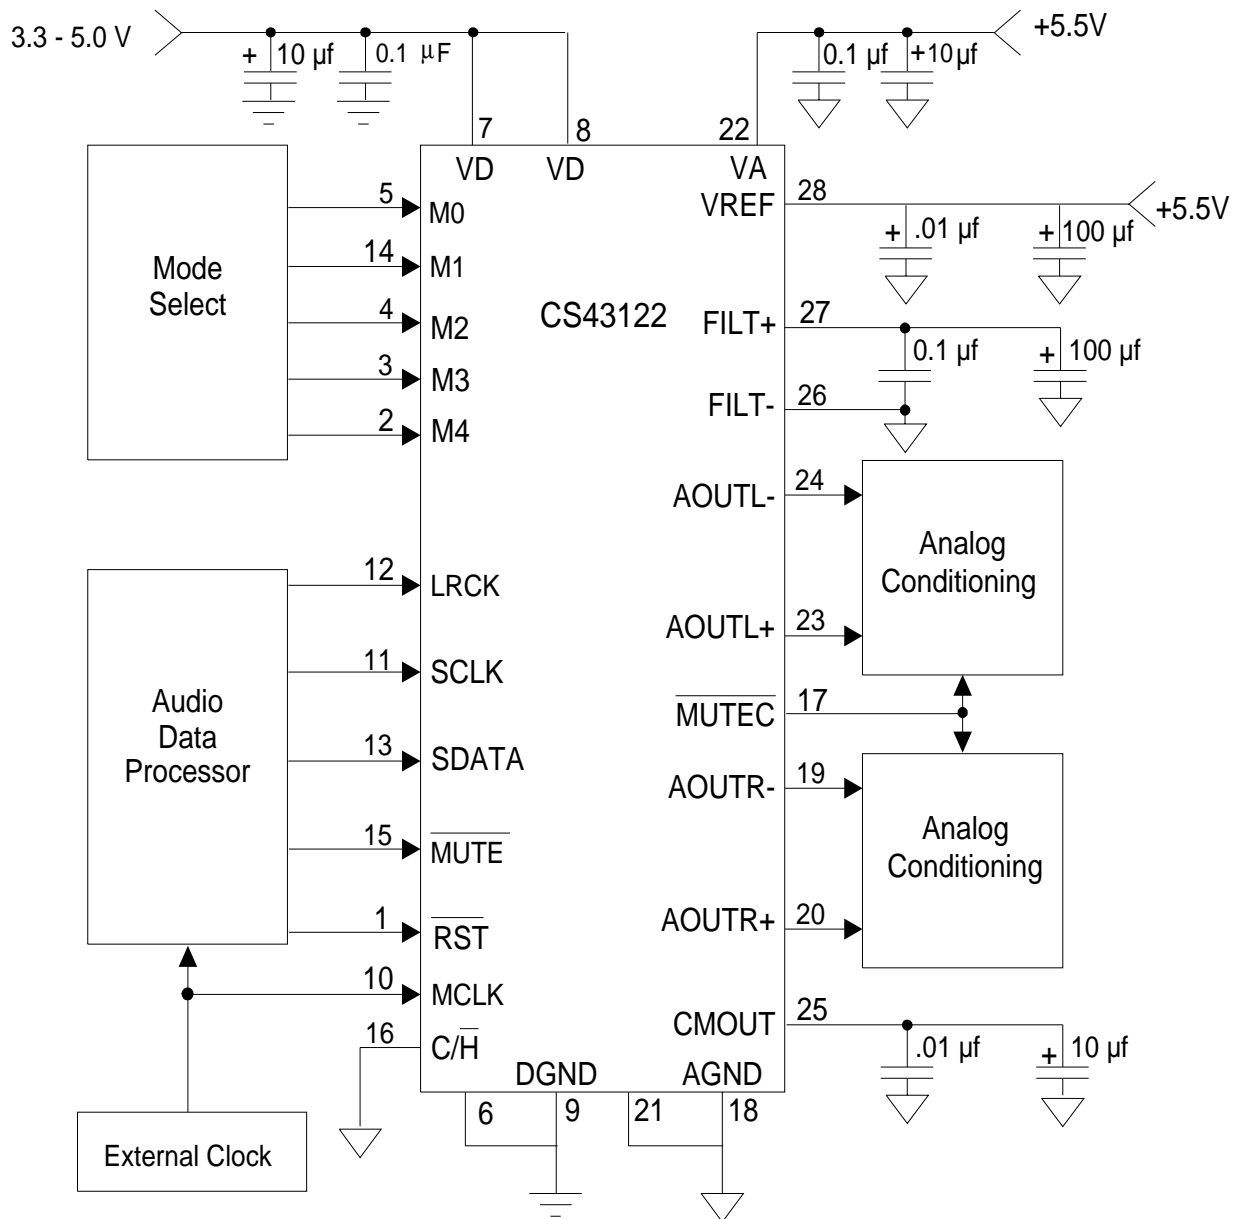 3.3 - 5.0 V
+ 10 µf
0.1 µF
0.1 µf
+10µf
+5.5V
7
8
22
VD
VD
VA
VREF
28
+5.5V
+ .01 µf
+ 100 µf
Mode
Select
5
M0
14
M1
4
M2
3
M3
2
M4
CS43122
FILT+
27
0.1 µf
+ 100 µf
FILT-
26
AOUTL-
24
Analog
Conditioning
AOUTL+
23
Audio
Data
Processor
12
LRCK
11
SCLK
13
SDATA
15
MUTE
1
RST
MUTEC
17
AOUTR-
19
Analog
Conditioning
AOUTR+
20
10
MCLK
16
C/H
CMOUT
25
.01 µf
+ 10 µf
DGND
AGND
6
9
21
18
External Clock